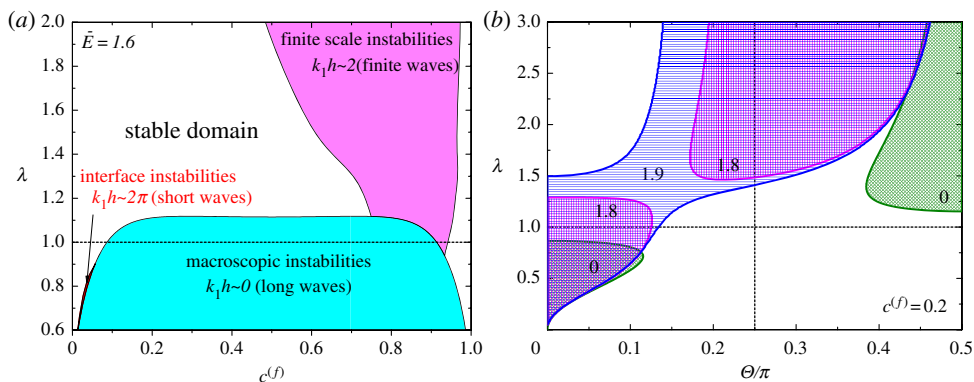 (a)
Ē = 1.6
finite scale instabilities
k₁h~2 (finite waves)
stable domain
interface instabilities
k₁h~2π (short waves)
macroscopic instabilities
k₁h~0 (long waves)
λ
2.0
1.8
1.6
1.4
1.2
1.0
0.8
0.6
0 0.2 0.4 0.6 0.8 1.0
c⁽ᶠ⁾
(b)
λ
3.0
2.5
2.0
1.5
1.0
0.5
1.9
1.8
1.8
0
0
c⁽ᶠ⁾ = 0.2
0 0.1 0.2 0.3 0.4 0.5
Θ/π